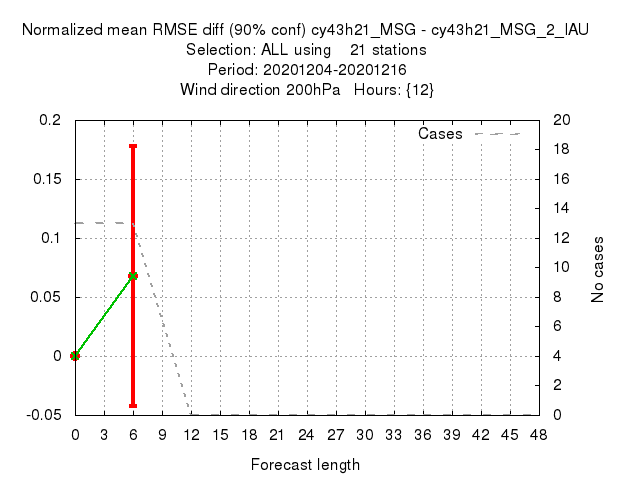 Normalized mean RMSE diff (90% conf) cy43h21_MSG - cy43h21_MSG_2_IAU
Selection: ALL using 21 stations
Period: 20201204-20201216
Wind direction 200hPa Hours: {12}
Cases
0.2
0.15
0.1
0.05
0
-0.05
20
18
16
14
12
10
8
6
4
2
0
No cases
0 3 6 9 12 15 18 21 24 27 30 33 36 39 42 45 48
Forecast length